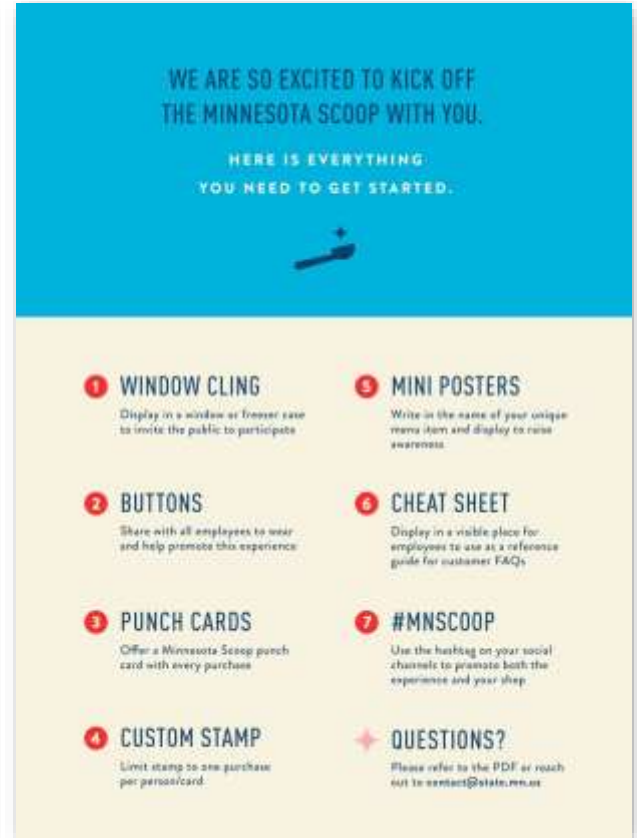 WE ARE SO EXCITED TO KICK OFF
THE MINNESOTA SCOOP WITH YOU.
HERE IS EVERYTHING
YOU NEED TO GET STARTED.
1 WINDOW CLING
Display in a window or freezer case
to invite the public to participate
2 BUTTONS
Share with all employees to wear
and help promote this experience
3 PUNCH CARDS
Offer a Minnesota Scoop punch
card with every purchase
4 CUSTOM STAMP
Limit stamp to one purchase
per person/card
5 MINI POSTERS
Write in the name of your unique
menu item and display to raise
awareness
6 CHEAT SHEET
Display in a visible place for
employees to use as a reference
guide for customer FAQs
7 #MNSCOOP
Use the hashtag on your social
channels to promote both the
experience and your shop
QUESTIONS?
Please refer to the PDF or reach
out to contact@state.mn.us